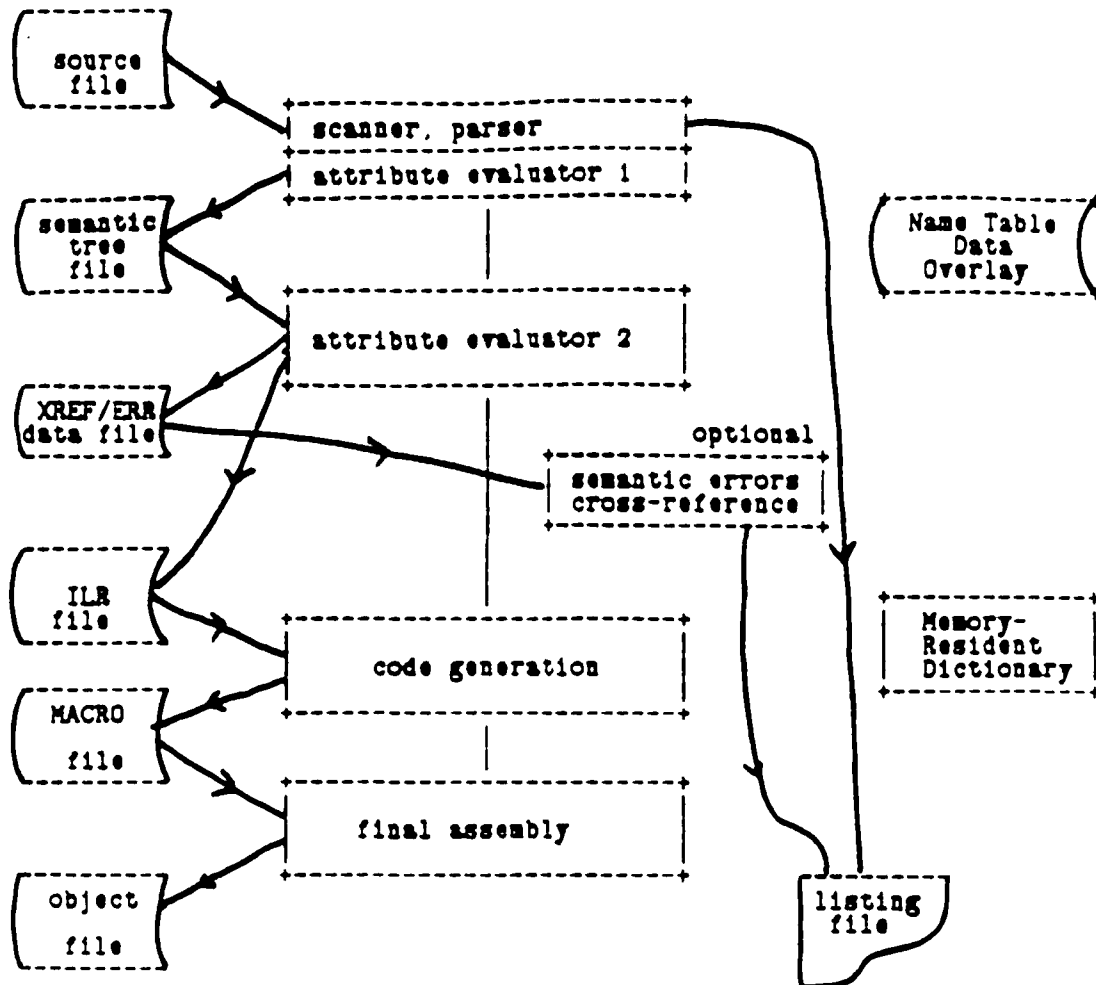 source
file
scanner, parser
attribute evaluator 1
semantic
tree
file
Name Table
Data
Overlay
attribute evaluator 2
XREF/ERR
data file
optional
semantic errors
cross-reference
ILR
file
Memory-
Resident
Dictionary
code generation
MACRO
file
final assembly
object
file
listing
file